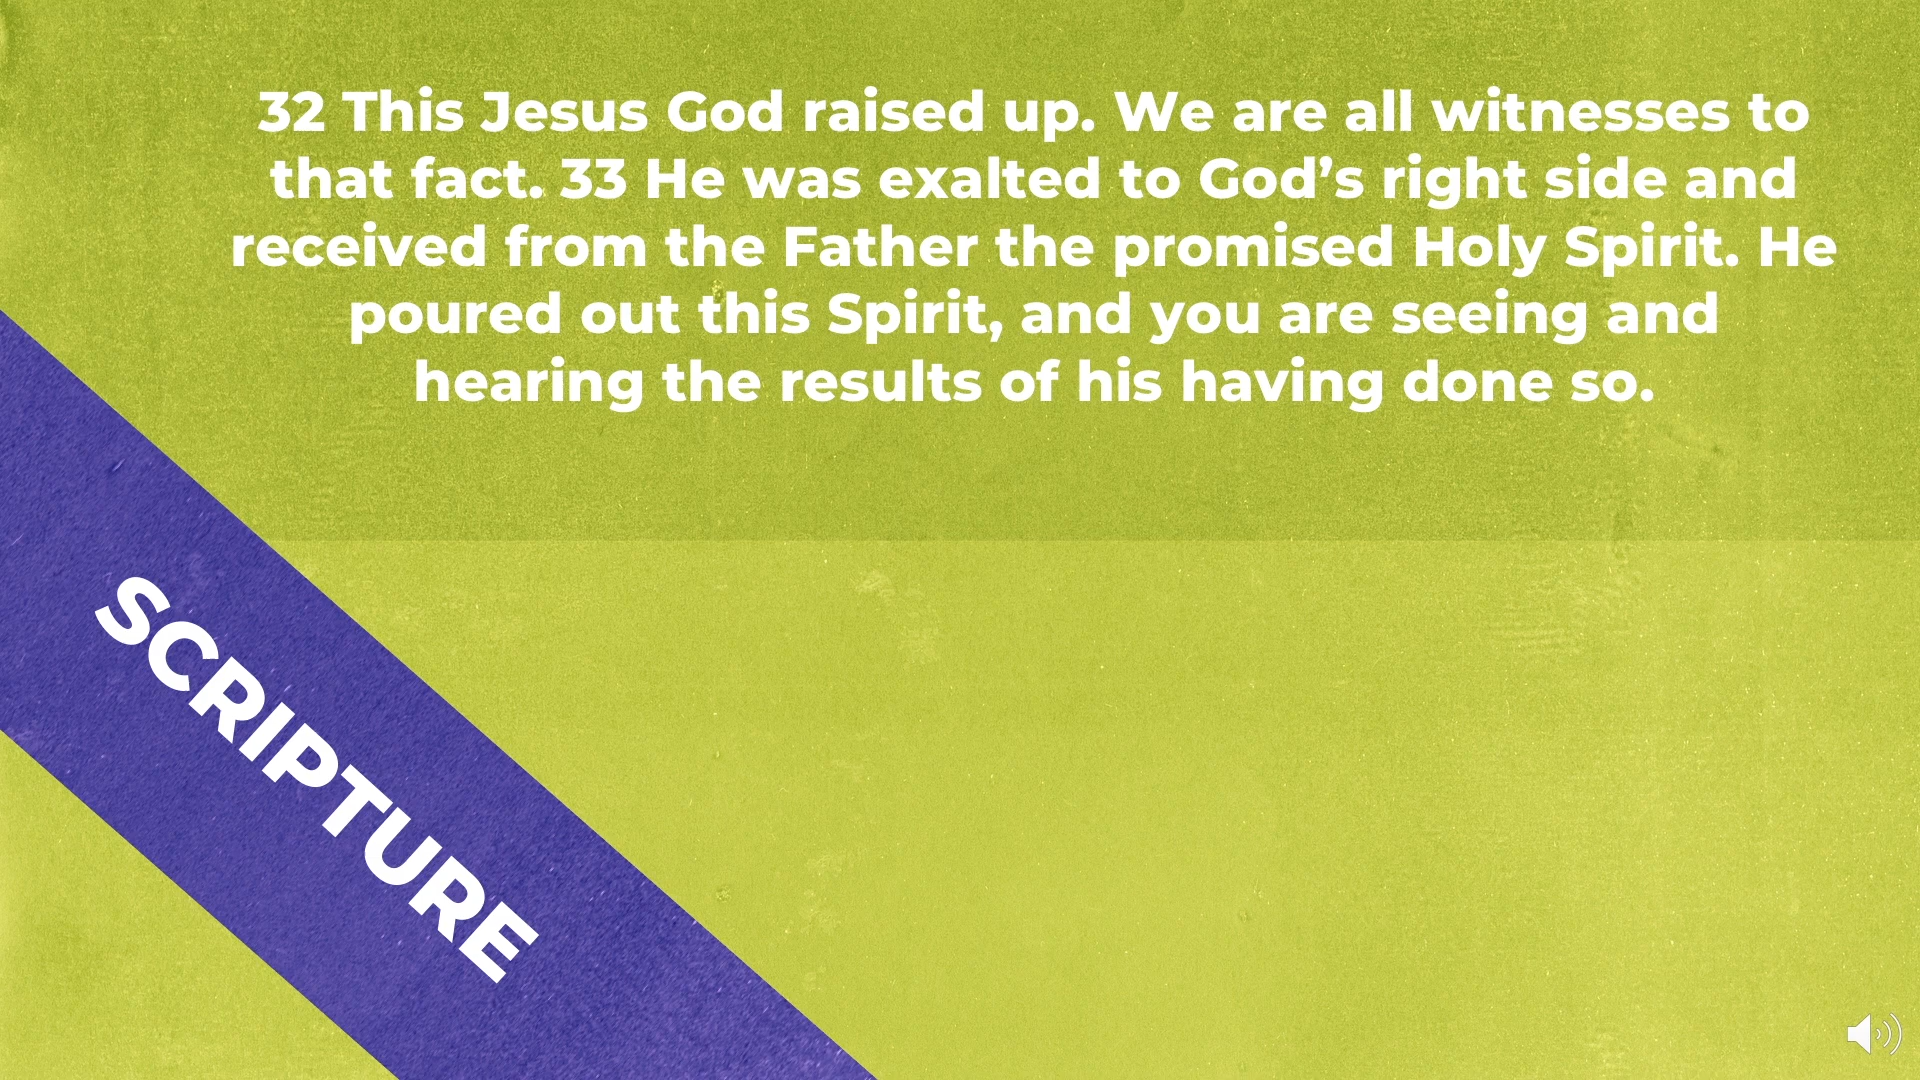 32 This Jesus God raised up. We are all witnesses to
that fact. 33 He was exalted to God’s right side and
received from the Father the promised Holy Spirit. He
poured out this Spirit, and you are seeing and
hearing the results of his having done so.
SCRIPTURE